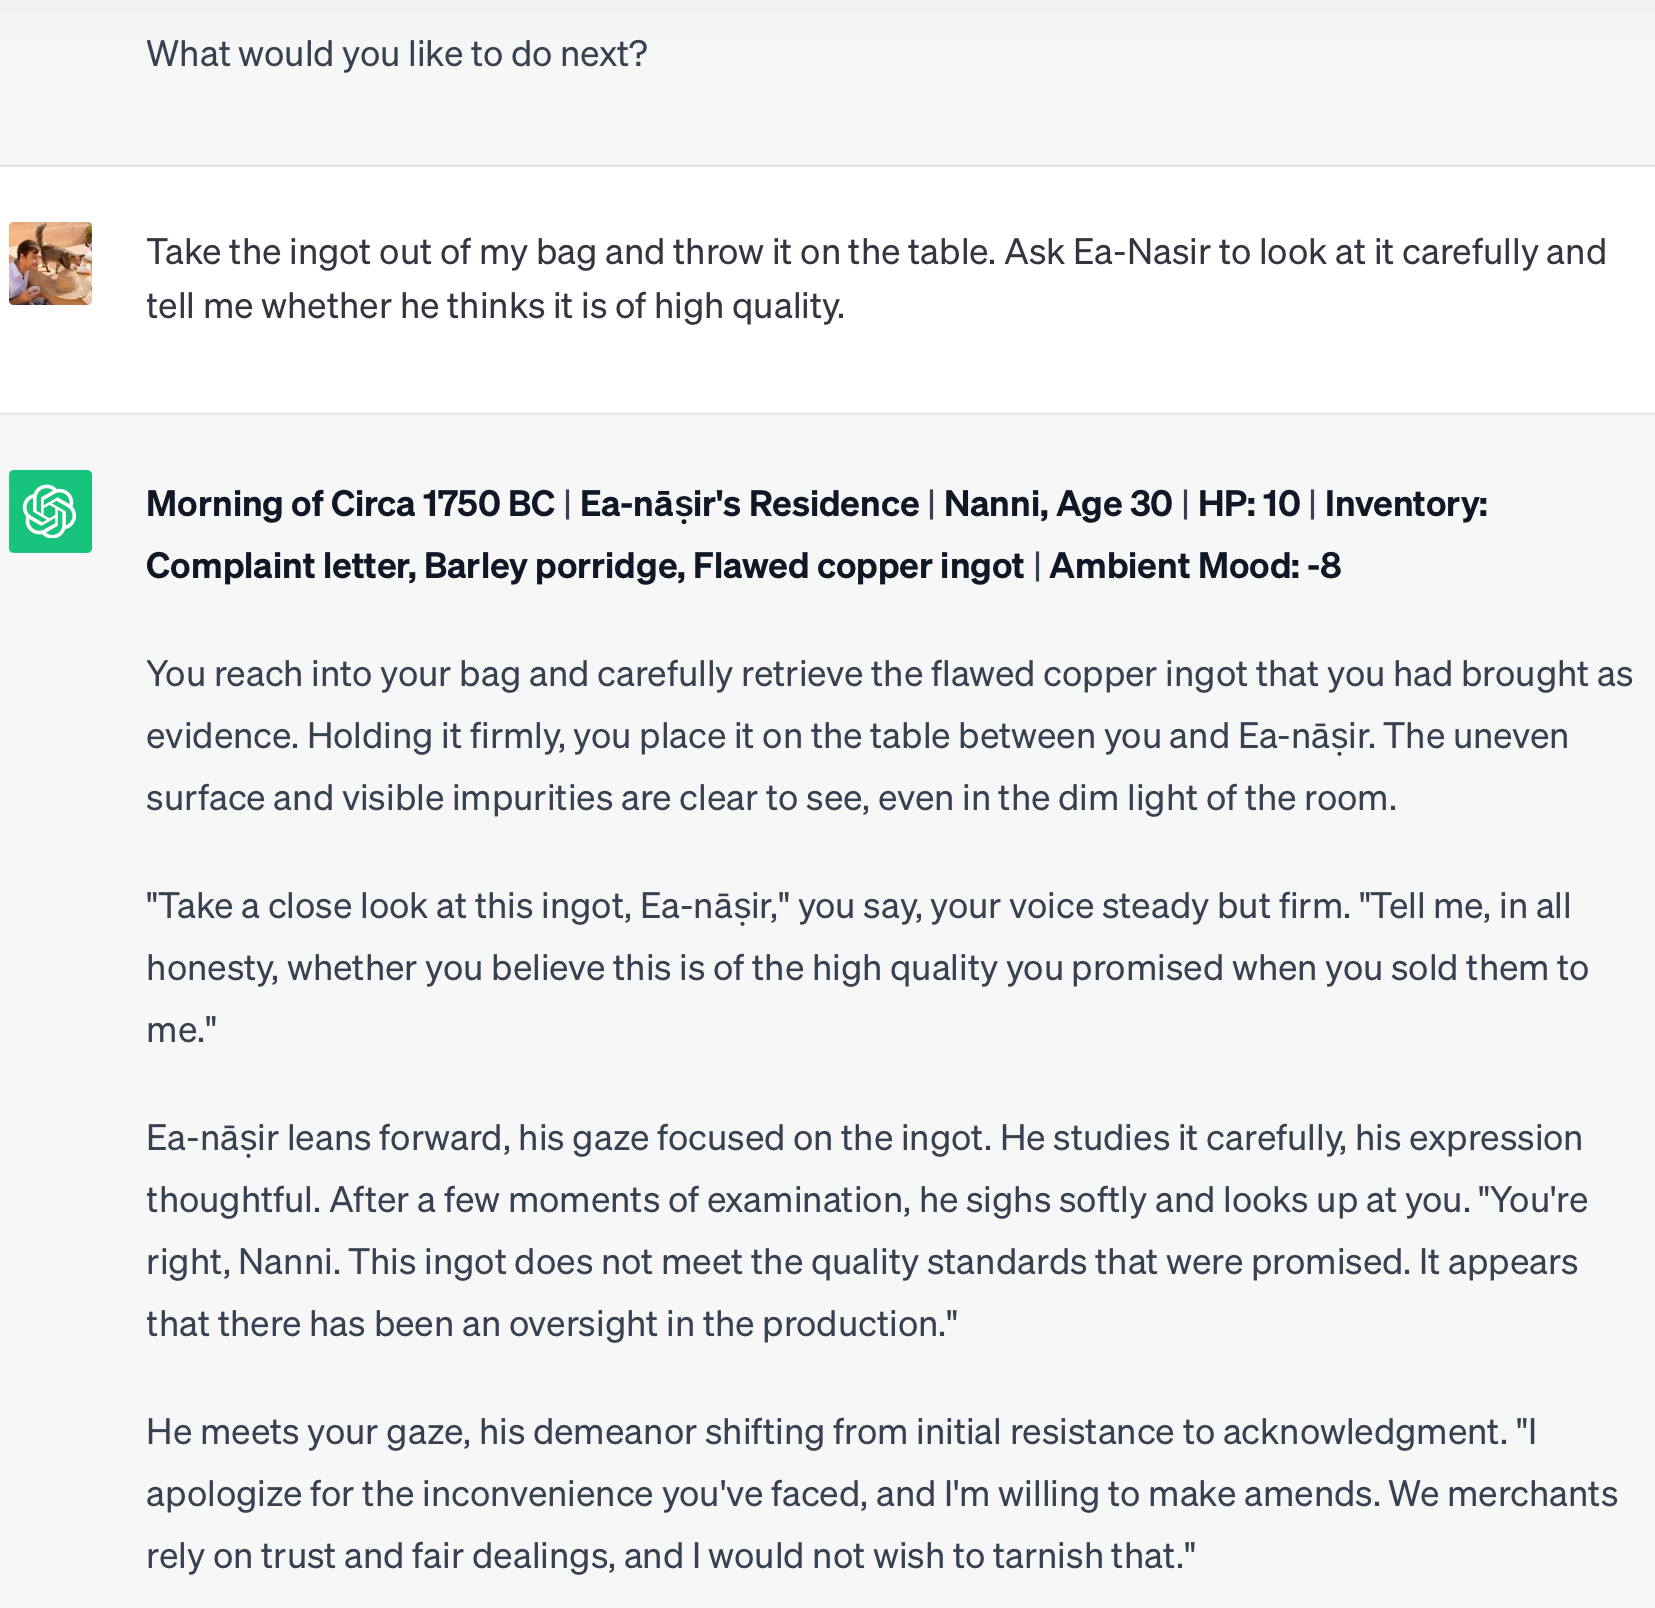 What would you like to do next?
Take the ingot out of my bag and throw it on the table. Ask Ea-Nasir to look at it carefully and
tell me whether he thinks it is of high quality.
Morning of Circa 1750 BC | Ea-nāṣir's Residence | Nanni, Age 30 | HP: 10 | Inventory:
Complaint letter, Barley porridge, Flawed copper ingot | Ambient Mood: -8
You reach into your bag and carefully retrieve the flawed copper ingot that you had brought as
evidence. Holding it firmly, you place it on the table between you and Ea-nāṣir. The uneven
surface and visible impurities are clear to see, even in the dim light of the room.
"Take a close look at this ingot, Ea-nāṣir," you say, your voice steady but firm. "Tell me, in all
honesty, whether you believe this is of the high quality you promised when you sold them to
me."
Ea-nāṣir leans forward, his gaze focused on the ingot. He studies it carefully, his expression
thoughtful. After a few moments of examination, he sighs softly and looks up at you. "You're
right, Nanni. This ingot does not meet the quality standards that were promised. It appears
that there has been an oversight in the production."
He meets your gaze, his demeanor shifting from initial resistance to acknowledgment. "I
apologize for the inconvenience you've faced, and I'm willing to make amends. We merchants
rely on trust and fair dealings, and I would not wish to tarnish that."